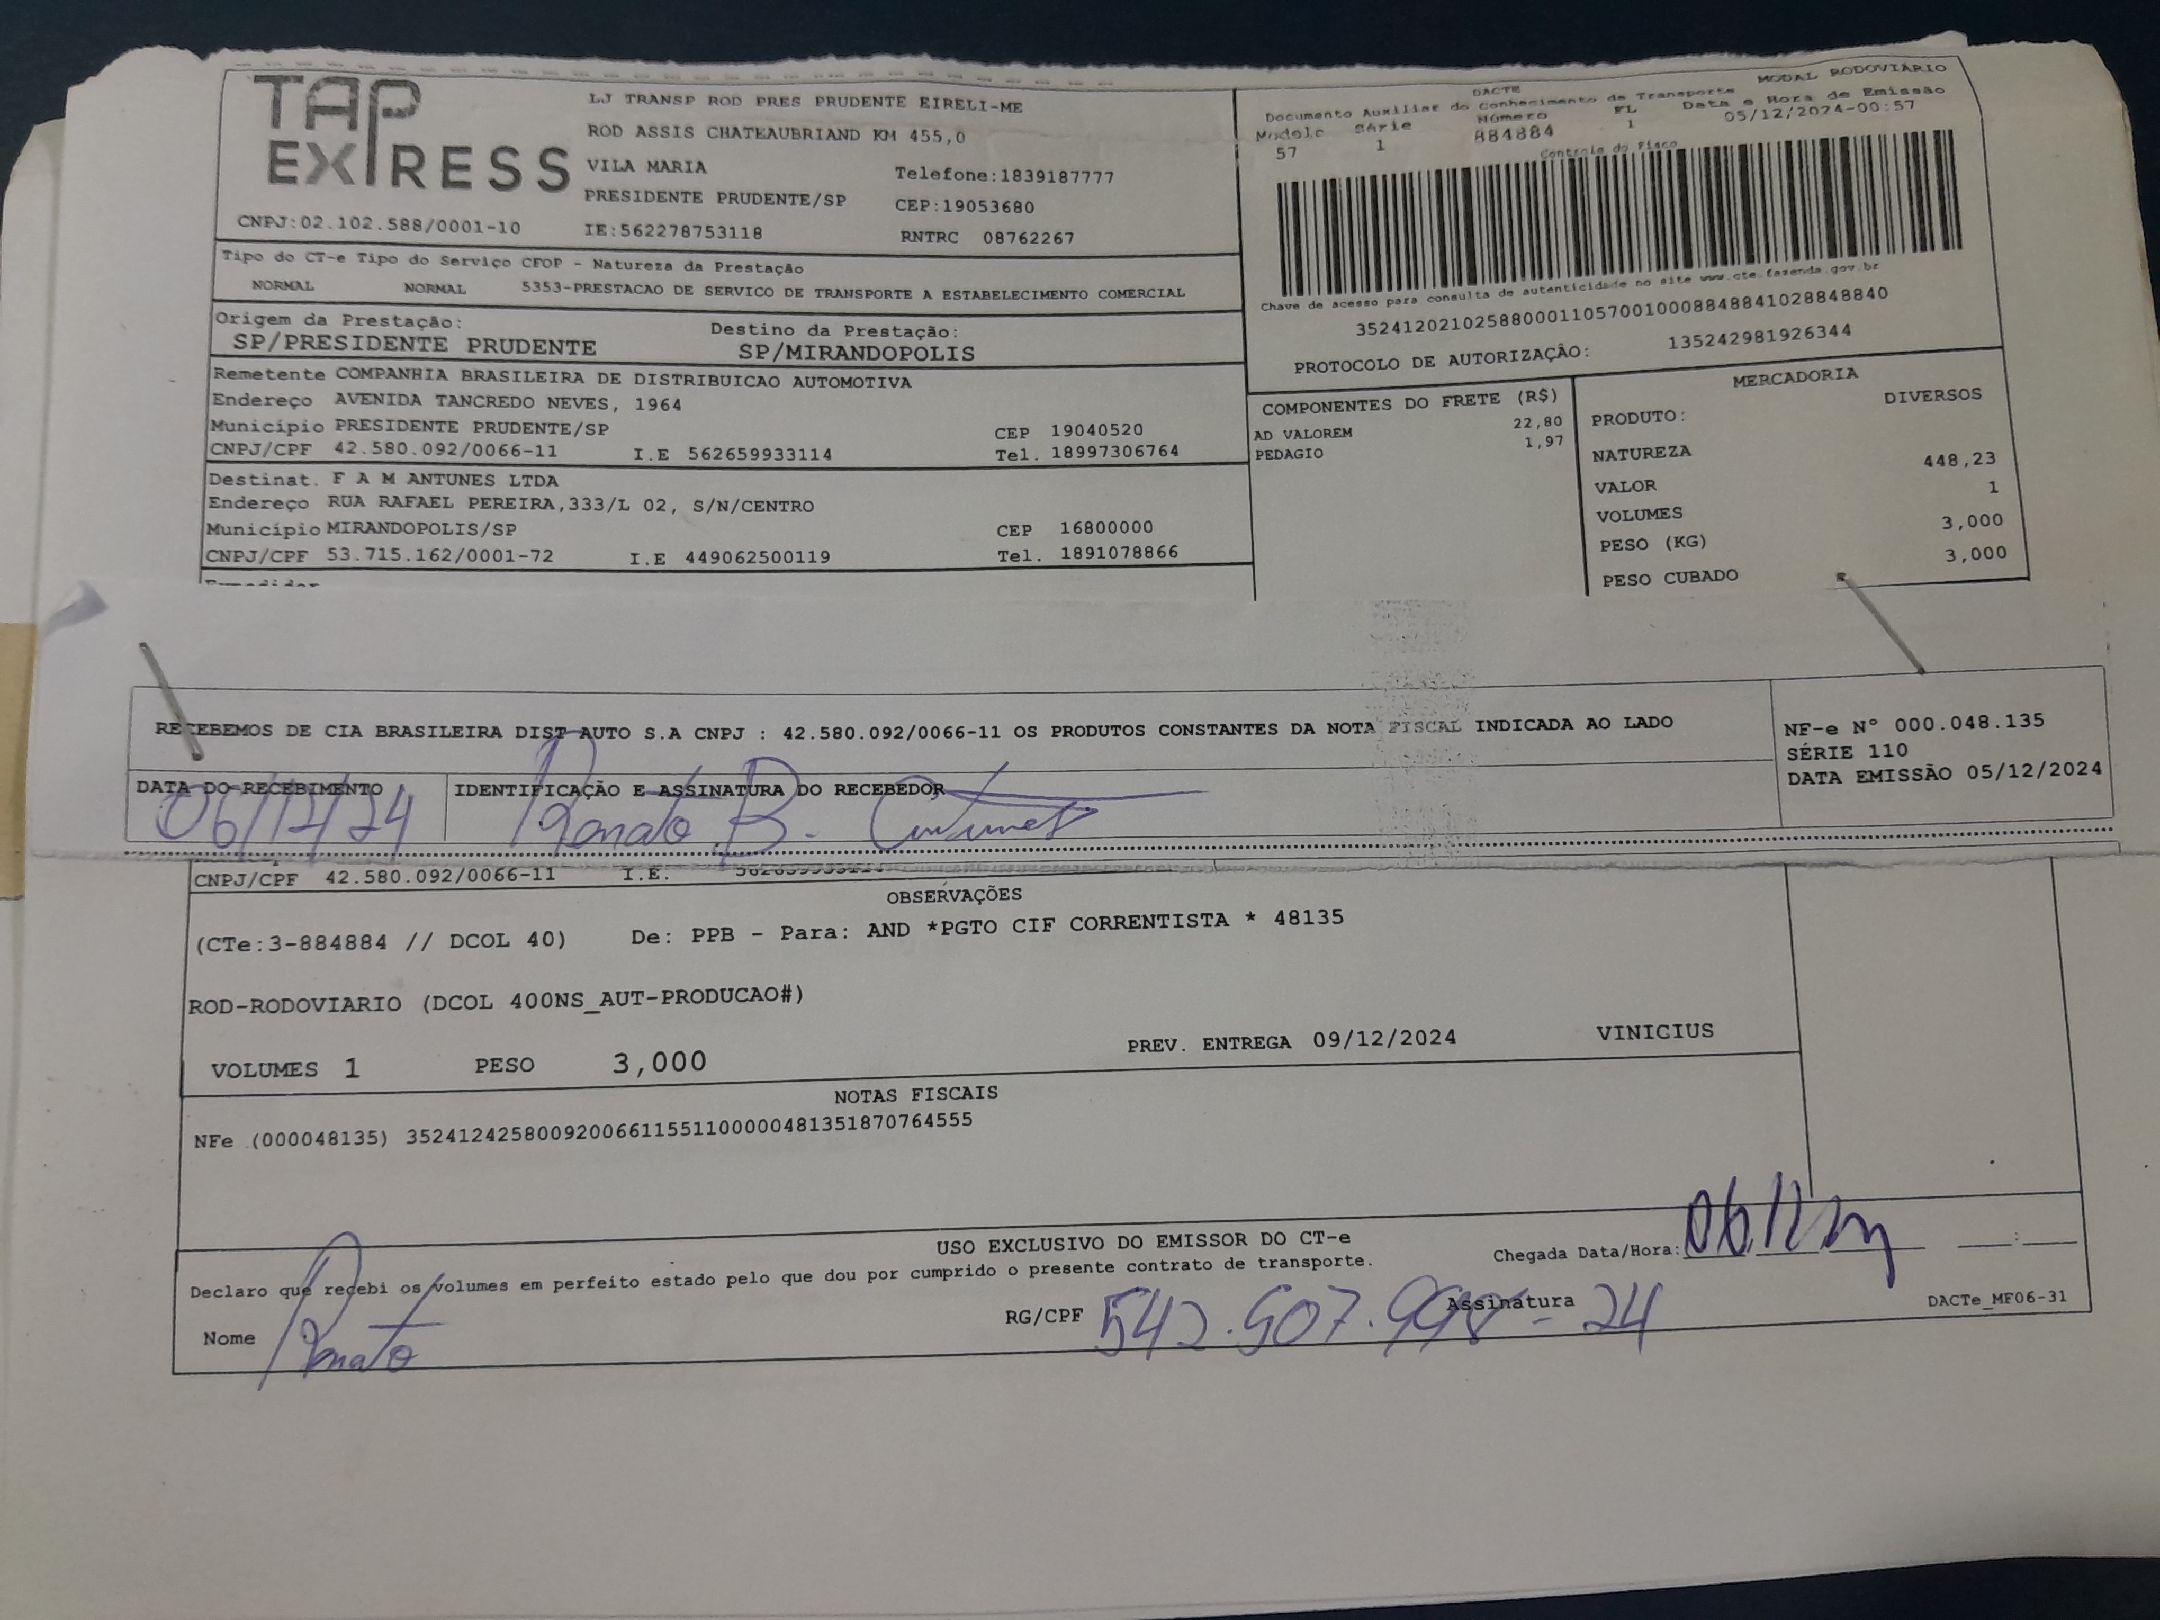 TAP EXPRESS
LJ TRANSP ROD PRES PRUDENTE EIRELI-ME
ROD ASSIS CHATEAUBRIAND KM 455,0
VILA MARIA Telefone:1839187777
PRESIDENTE PRUDENTE/SP CEP:19053680
CNPJ:02.102.588/0001-10 IE:562278753118 RNTRC 08762267
Tipo do CT-e Tipo do Serviço CFOP - Natureza da Prestação
NORMAL NORMAL 5353-PRESTACAO DE SERVICO DE TRANSPORTE A ESTABELECIMENTO COMERCIAL
Origem da Prestação: Destino da Prestação:
SP/PRESIDENTE PRUDENTE SP/MIRANDOPOLIS
Remetente COMPANHIA BRASILEIRA DE DISTRIBUICAO AUTOMOTIVA
Endereço AVENIDA TANCREDO NEVES, 1964
Município PRESIDENTE PRUDENTE/SP CEP 19040520
CNPJ/CPF 42.580.092/0066-11 I.E 562659933114 Tel. 18997306764
Destinat. F A M ANTUNES LTDA
Endereço RUA RAFAEL PEREIRA,333/L 02, S/N/CENTRO
Município MIRANDOPOLIS/SP CEP 16800000
CNPJ/CPF 53.715.162/0001-72 I.E 449062500119 Tel. 1891078866
DACTE MODAL RODOVIÁRIO
Documento Auxiliar do Conhecimento de Transporte
Modelo Série Número FL Data e Hora de Emissão
57 1 884884 1 05/12/2024-00:57
Controle do Fisco
Chave de acesso para consulta de autenticidade no site www.cte.fazenda.gov.br
35241202102588000110570010008848841028848840
PROTOCOLO DE AUTORIZAÇÃO: 135242981926344
COMPONENTES DO FRETE (R$)
AD VALOREM 22,80
PEDAGIO 1,97
MERCADORIA
PRODUTO: DIVERSOS
NATUREZA
VALOR 448,23
VOLUMES 1
PESO (KG) 3,000
PESO CUBADO 3,000
RECEBEMOS DE CIA BRASILEIRA DIST AUTO S.A CNPJ : 42.580.092/0066-11 OS PRODUTOS CONSTANTES DA NOTA FISCAL INDICADA AO LADO
NF-e Nº 000.048.135
SÉRIE 110
DATA EMISSÃO 05/12/2024
DATA DO RECEBIMENTO IDENTIFICAÇÃO E ASSINATURA DO RECEBEDOR
06/12/24 Renato B. Antunes
CNPJ/CPF 42.580.092/0066-11 I.E.
OBSERVAÇÕES
(CTe:3-884884 // DCOL 40) De: PPB - Para: AND *PGTO CIF CORRENTISTA * 48135
ROD-RODOVIARIO (DCOL 400NS_AUT-PRODUCAO#)
VOLUMES 1 PESO 3,000 PREV. ENTREGA 09/12/2024 VINICIUS
NOTAS FISCAIS
NFe (000048135) 35241242580092006611551100000481351870764555
USO EXCLUSIVO DO EMISSOR DO CT-e
Declaro que recebi os volumes em perfeito estado pelo que dou por cumprido o presente contrato de transporte.
Chegada Data/Hora: 06/12/24 :
Nome Renato RG/CPF Assinatura
DACTe_MF06-31